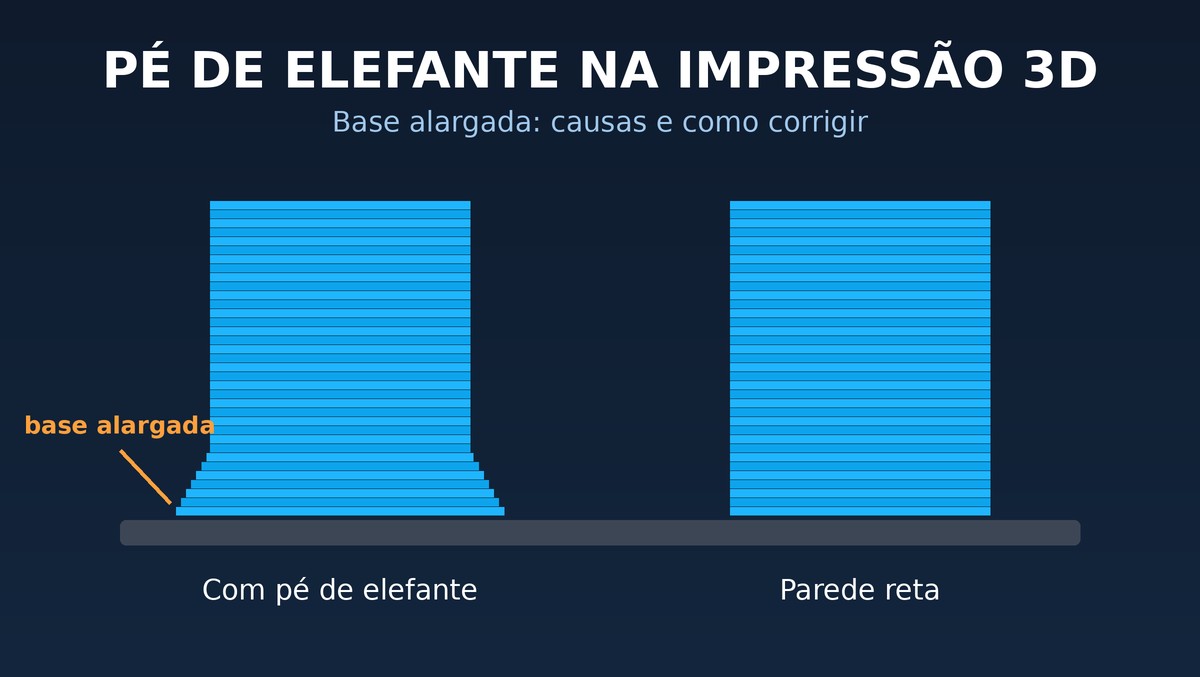 PÉ DE ELEFANTE NA IMPRESSÃO 3D
Base alargada: causas e como corrigir
base alargada
Com pé de elefante
Parede reta